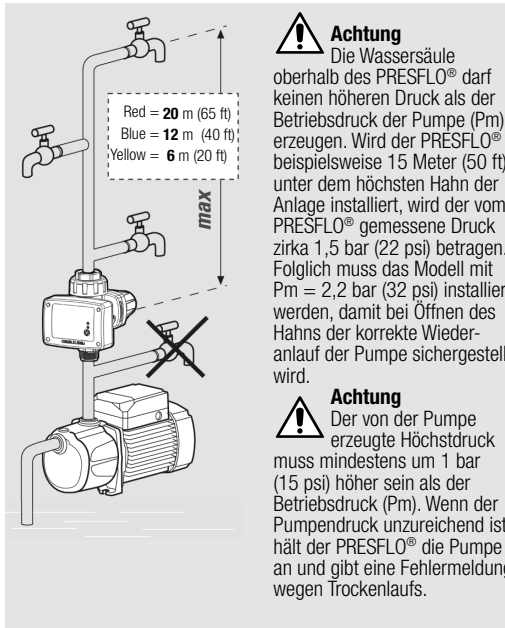 Red = 20 m (65 ft)
Blue = 12 m (40 ft)
Yellow = 6 m (20 ft)
max
Achtung
Die Wassersäule
oberhalb des PRESFLO® darf
keinen höheren Druck als der
Betriebsdruck der Pumpe (Pm)
erzeugen. Wird der PRESFLO®
beispielsweise 15 Meter (50 ft)
unter dem höchsten Hahn der
Anlage installiert, wird der vom
PRESFLO® gemessene Druck
zirka 1,5 bar (22 psi) betragen.
Folglich muss das Modell mit
Pm = 2,2 bar (32 psi) installier
werden, damit bei Öffnen des
Hahns der korrekte Wieder-
anlauf der Pumpe sichergestell
wird.
Achtung
Der von der Pumpe
erzeugte Höchstdruck
muss mindestens um 1 bar
(15 psi) höher sein als der
Betriebsdruck (Pm). Wenn der
Pumpendruck unzureichend ist
hält der PRESFLO® die Pumpe
an und gibt eine Fehlermeldung
wegen Trockenlaufs.